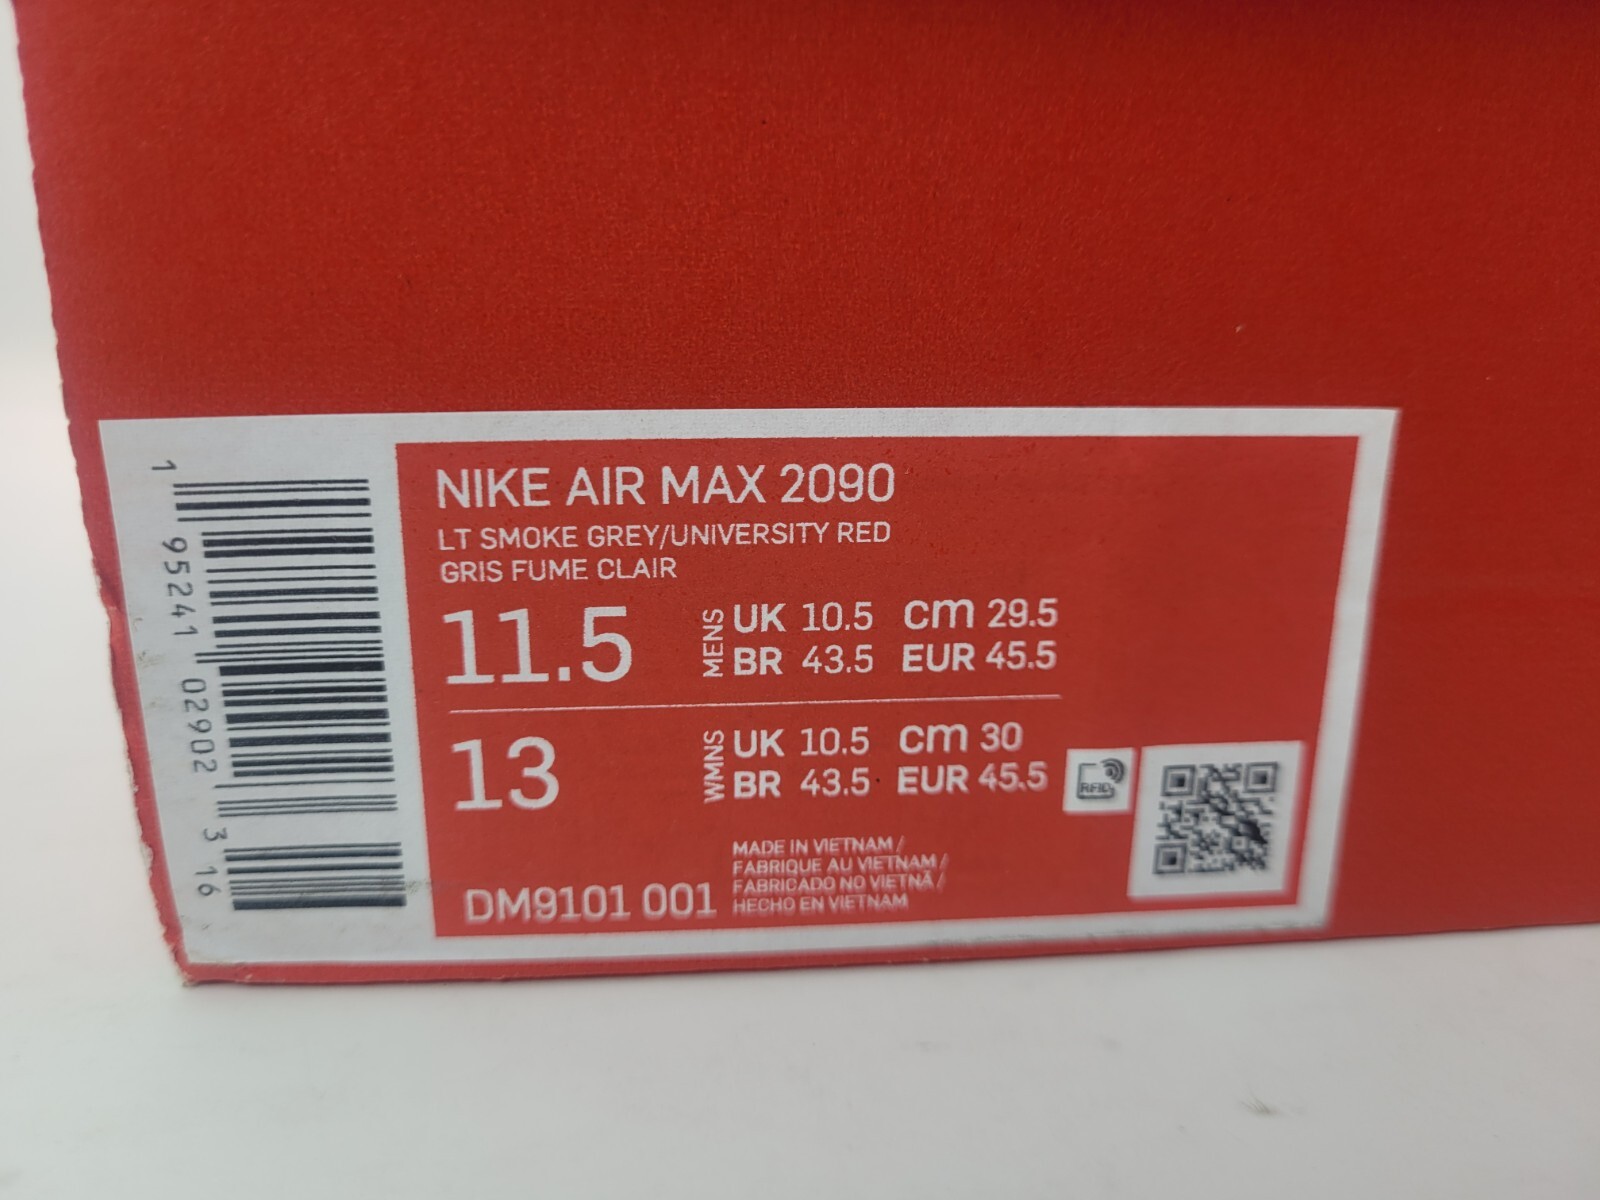 NIKE AIR MAX 2090
LT SMOKE GREY/UNIVERSITY RED
GRIS FUME CLAIR
11.5 MENS UK 10.5 cm 29.5
BR 43.5 EUR 45.5
13 WMNS UK 10.5 cm 30
BR 43.5 EUR 45.5
RFID
MADE IN VIETNAM /
FABRIQUE AU VIETNAM /
FABRICADO NO VIETNÃ /
HECHO EN VIETNAM
DM9101 001
1 95241 02902 3 16